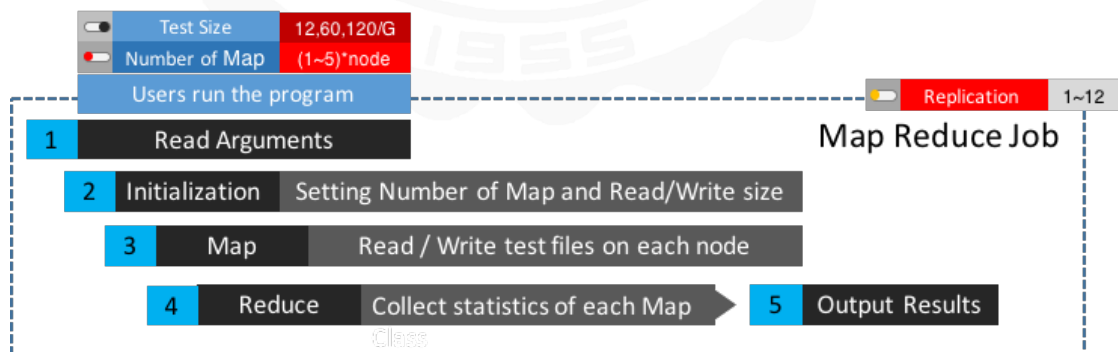 Test Size 12,60,120/G
Number of Map (1~5)*node
Users run the program
Replication 1~12
Map Reduce Job
1 Read Arguments
2 Initialization Setting Number of Map and Read/Write size
3 Map Read / Write test files on each node
4 Reduce Collect statistics of each Map 5 Output Results
Class
1955